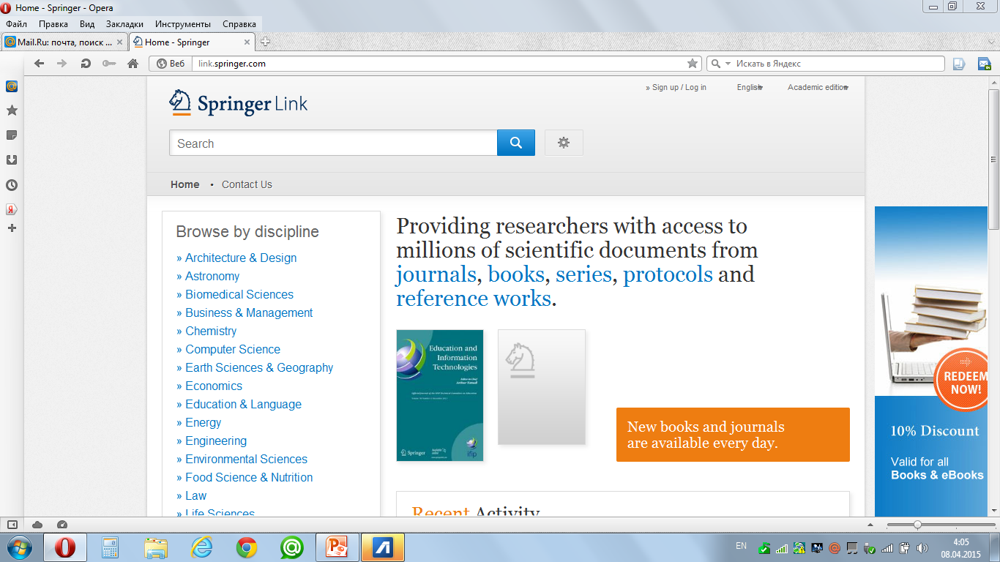 Home - Springer - Opera
Файл Правка Вид Закладки Инструменты Справка
Mail.Ru: почта, поиск ...
Home - Springer
Веб
link.springer.com
Искать в Яндекс
» Sign up / Log in
English
Academic edition
Springer Link
Search
Home • Contact Us
Browse by discipline
» Architecture & Design
» Astronomy
» Biomedical Sciences
» Business & Management
» Chemistry
» Computer Science
» Earth Sciences & Geography
» Economics
» Education & Language
» Energy
» Engineering
» Environmental Sciences
» Food Science & Nutrition
» Law
» Life Sciences
Providing researchers with access to
millions of scientific documents from
journals, books, series, protocols and
reference works.
Education and
Information
Technologies
Springer
ifip
New books and journals
are available every day.
Recent Activity
REDEEM
NOW!
10% Discount
Valid for all
Books & eBooks
EN
4:05
08.04.2015